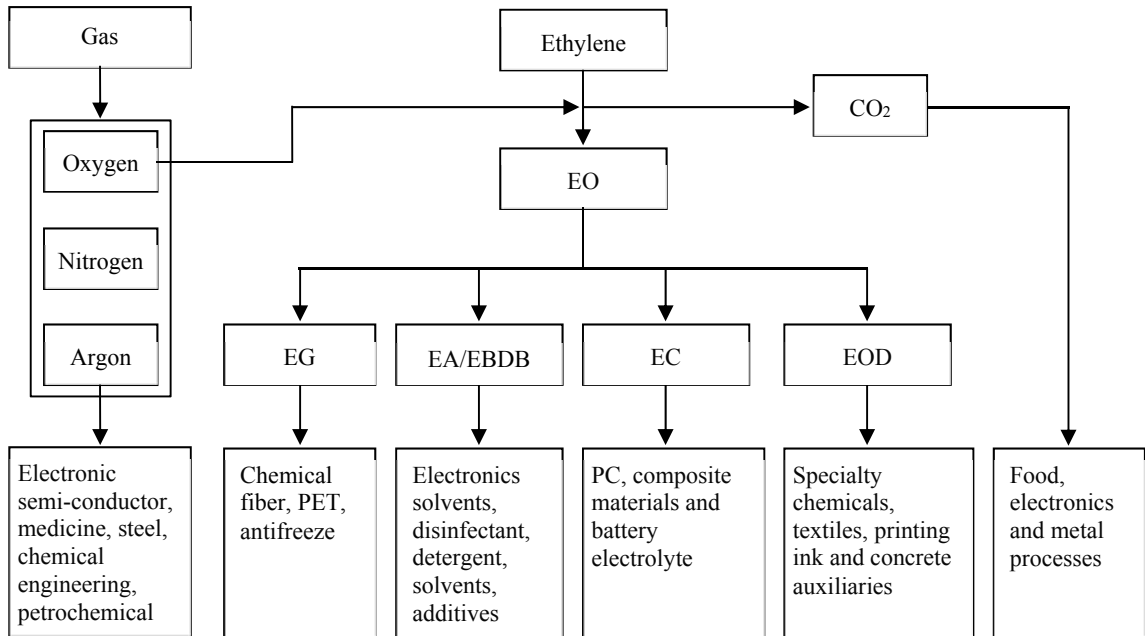 Gas
Ethylene
CO₂
Oxygen
EO
Nitrogen
Argon
EG
EA/EBDB
EC
EOD
Electronic
semi-conductor,
medicine, steel,
chemical
engineering,
petrochemical
Chemical
fiber, PET,
antifreeze
Electronics
solvents,
disinfectant,
detergent,
solvents,
additives
PC, composite
materials and
battery
electrolyte
Specialty
chemicals,
textiles, printing
ink and concrete
auxiliaries
Food,
electronics
and metal
processes